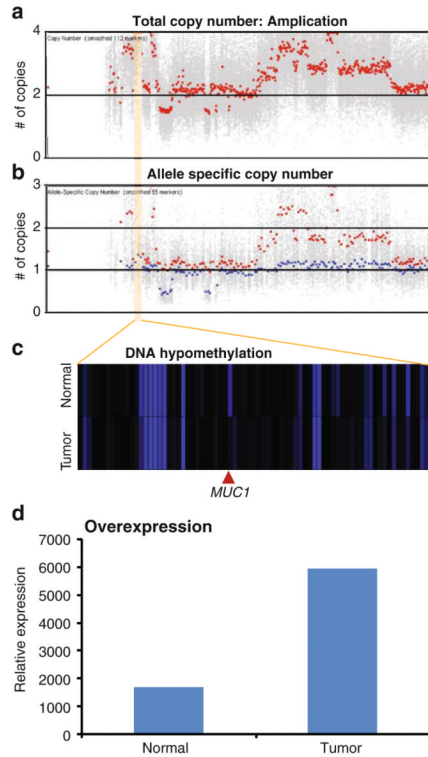 a
Total copy number: Amplication
Copy Number (smoothed 112 markers)
# of copies
4
2
0
b
Allele specific copy number
Allele-Specific Copy Number (smoothed 55 markers)
# of copies
3
2
1
0
c
DNA hypomethylation
Normal
Tumor
MUC1
d
Overexpression
Relative expression
7000
6000
5000
4000
3000
2000
1000
0
Normal
Tumor